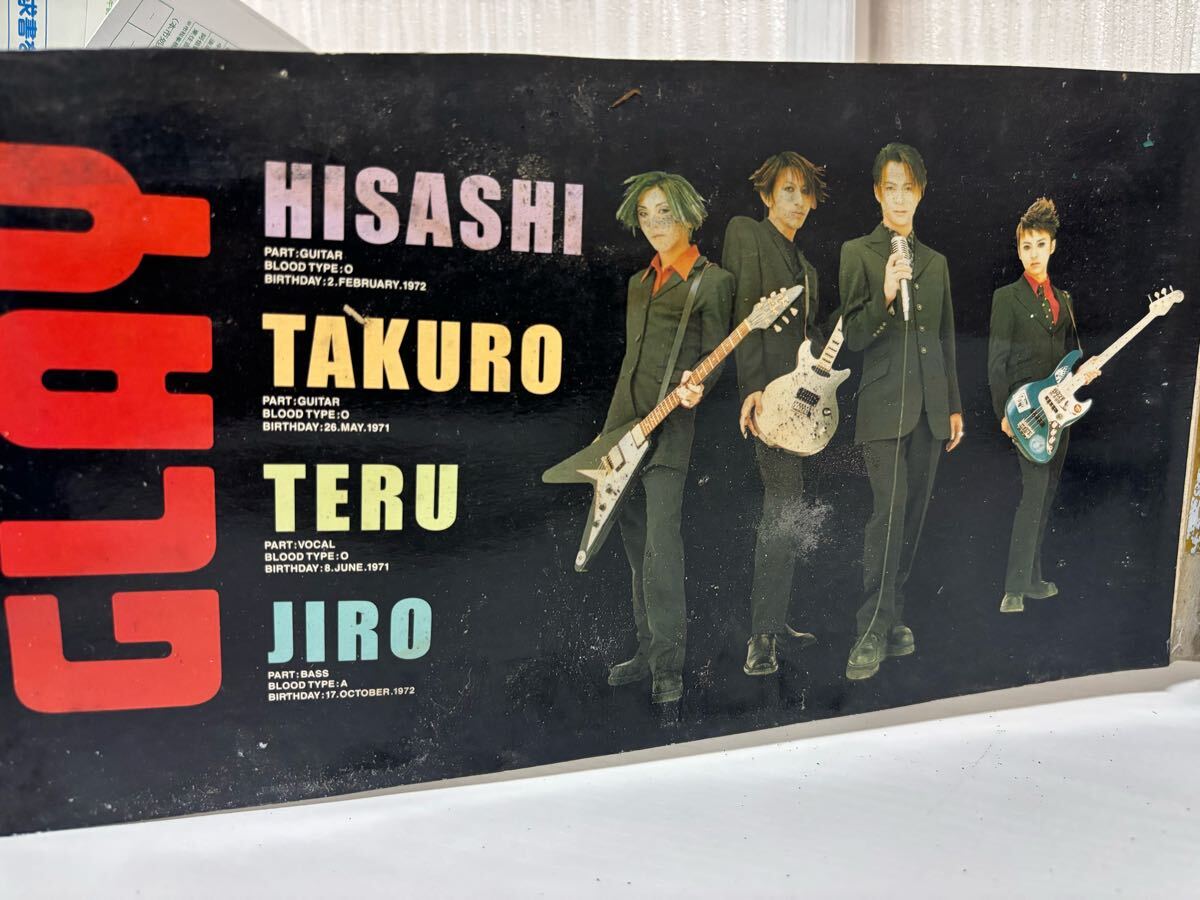 GLAY
HISASHI
PART:GUITAR
BLOOD TYPE:O
BIRTHDAY:2.FEBRUARY.1972
TAKURO
PART:GUITAR
BLOOD TYPE:O
BIRTHDAY:26.MAY.1971
TERU
PART:VOCAL
BLOOD TYPE:O
BIRTHDAY:8.JUNE.1971
JIRO
PART:BASS
BLOOD TYPE:A
BIRTHDAY:17.OCTOBER.1972